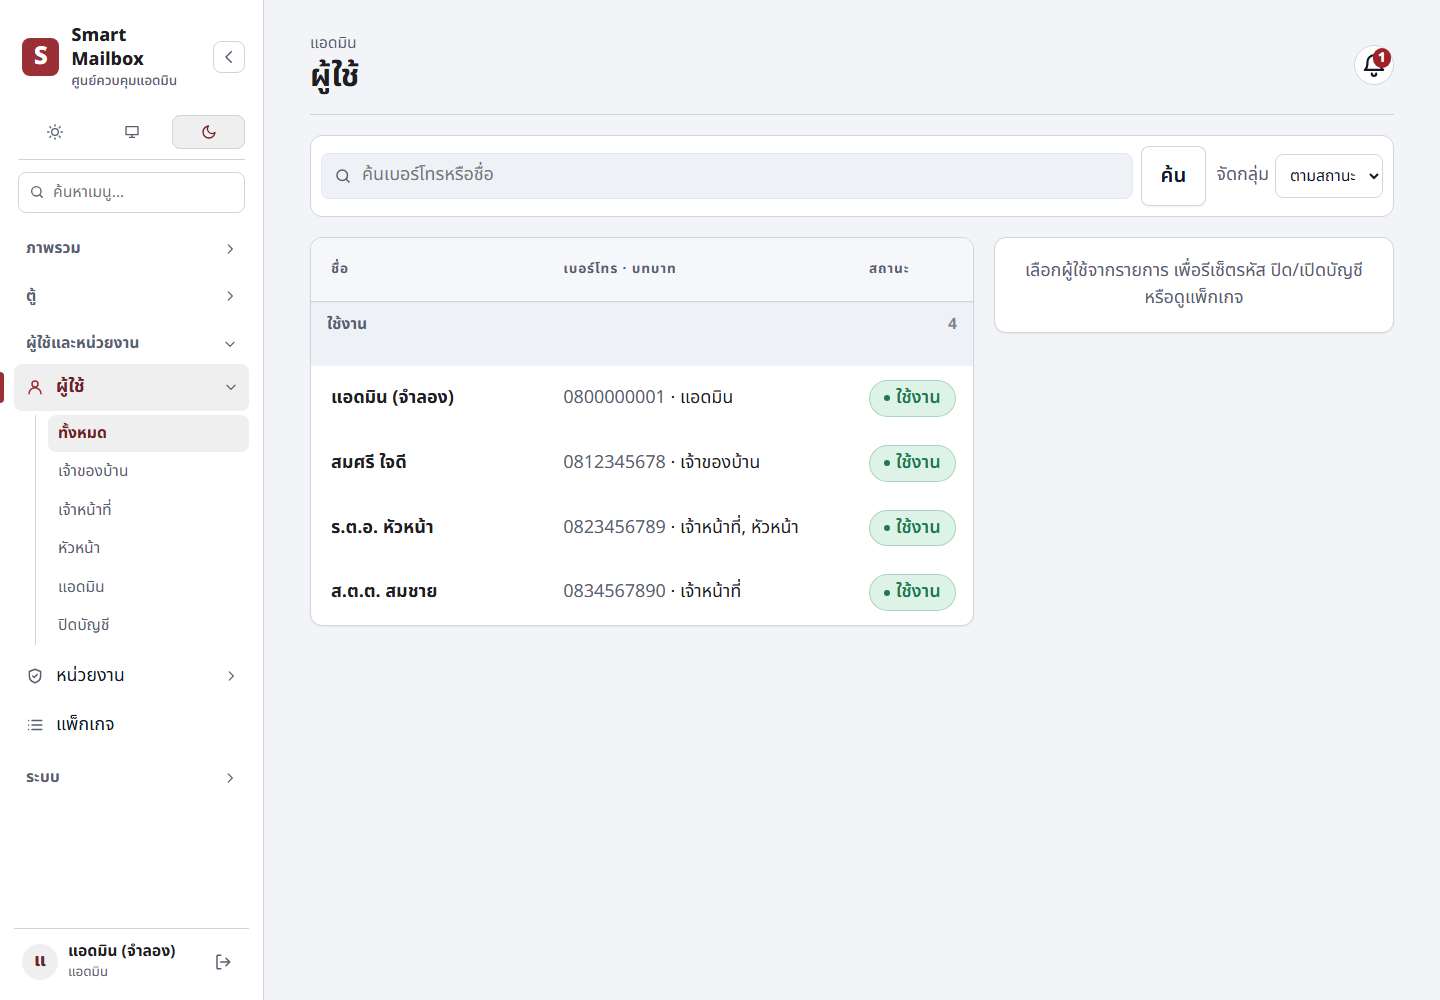 S
Smart
Mailbox
ศูนย์ควบคุมแอดมิน
ค้นหาเมนู...
ภาพรวม
ตู้
ผู้ใช้และหน่วยงาน
ผู้ใช้
ทั้งหมด
เจ้าของบ้าน
เจ้าหน้าที่
หัวหน้า
แอดมิน
ปิดบัญชี
หน่วยงาน
แพ็กเกจ
ระบบ
แ
แอดมิน (จำลอง)
แอดมิน
แอดมิน
ผู้ใช้
1
ค้นเบอร์โทรหรือชื่อ
ค้น
จัดกลุ่ม
ตามสถานะ
ชื่อ เบอร์โทร · บทบาท สถานะ
ใช้งาน 4
แอดมิน (จำลอง) 0800000001 · แอดมิน ใช้งาน
สมศรี ใจดี 0812345678 · เจ้าของบ้าน ใช้งาน
ร.ต.อ. หัวหน้า 0823456789 · เจ้าหน้าที่, หัวหน้า ใช้งาน
ส.ต.ต. สมชาย 0834567890 · เจ้าหน้าที่ ใช้งาน
เลือกผู้ใช้จากรายการ เพื่อรีเซ็ตรหัส ปิด/เปิดบัญชี
หรือดูแพ็กเกจ